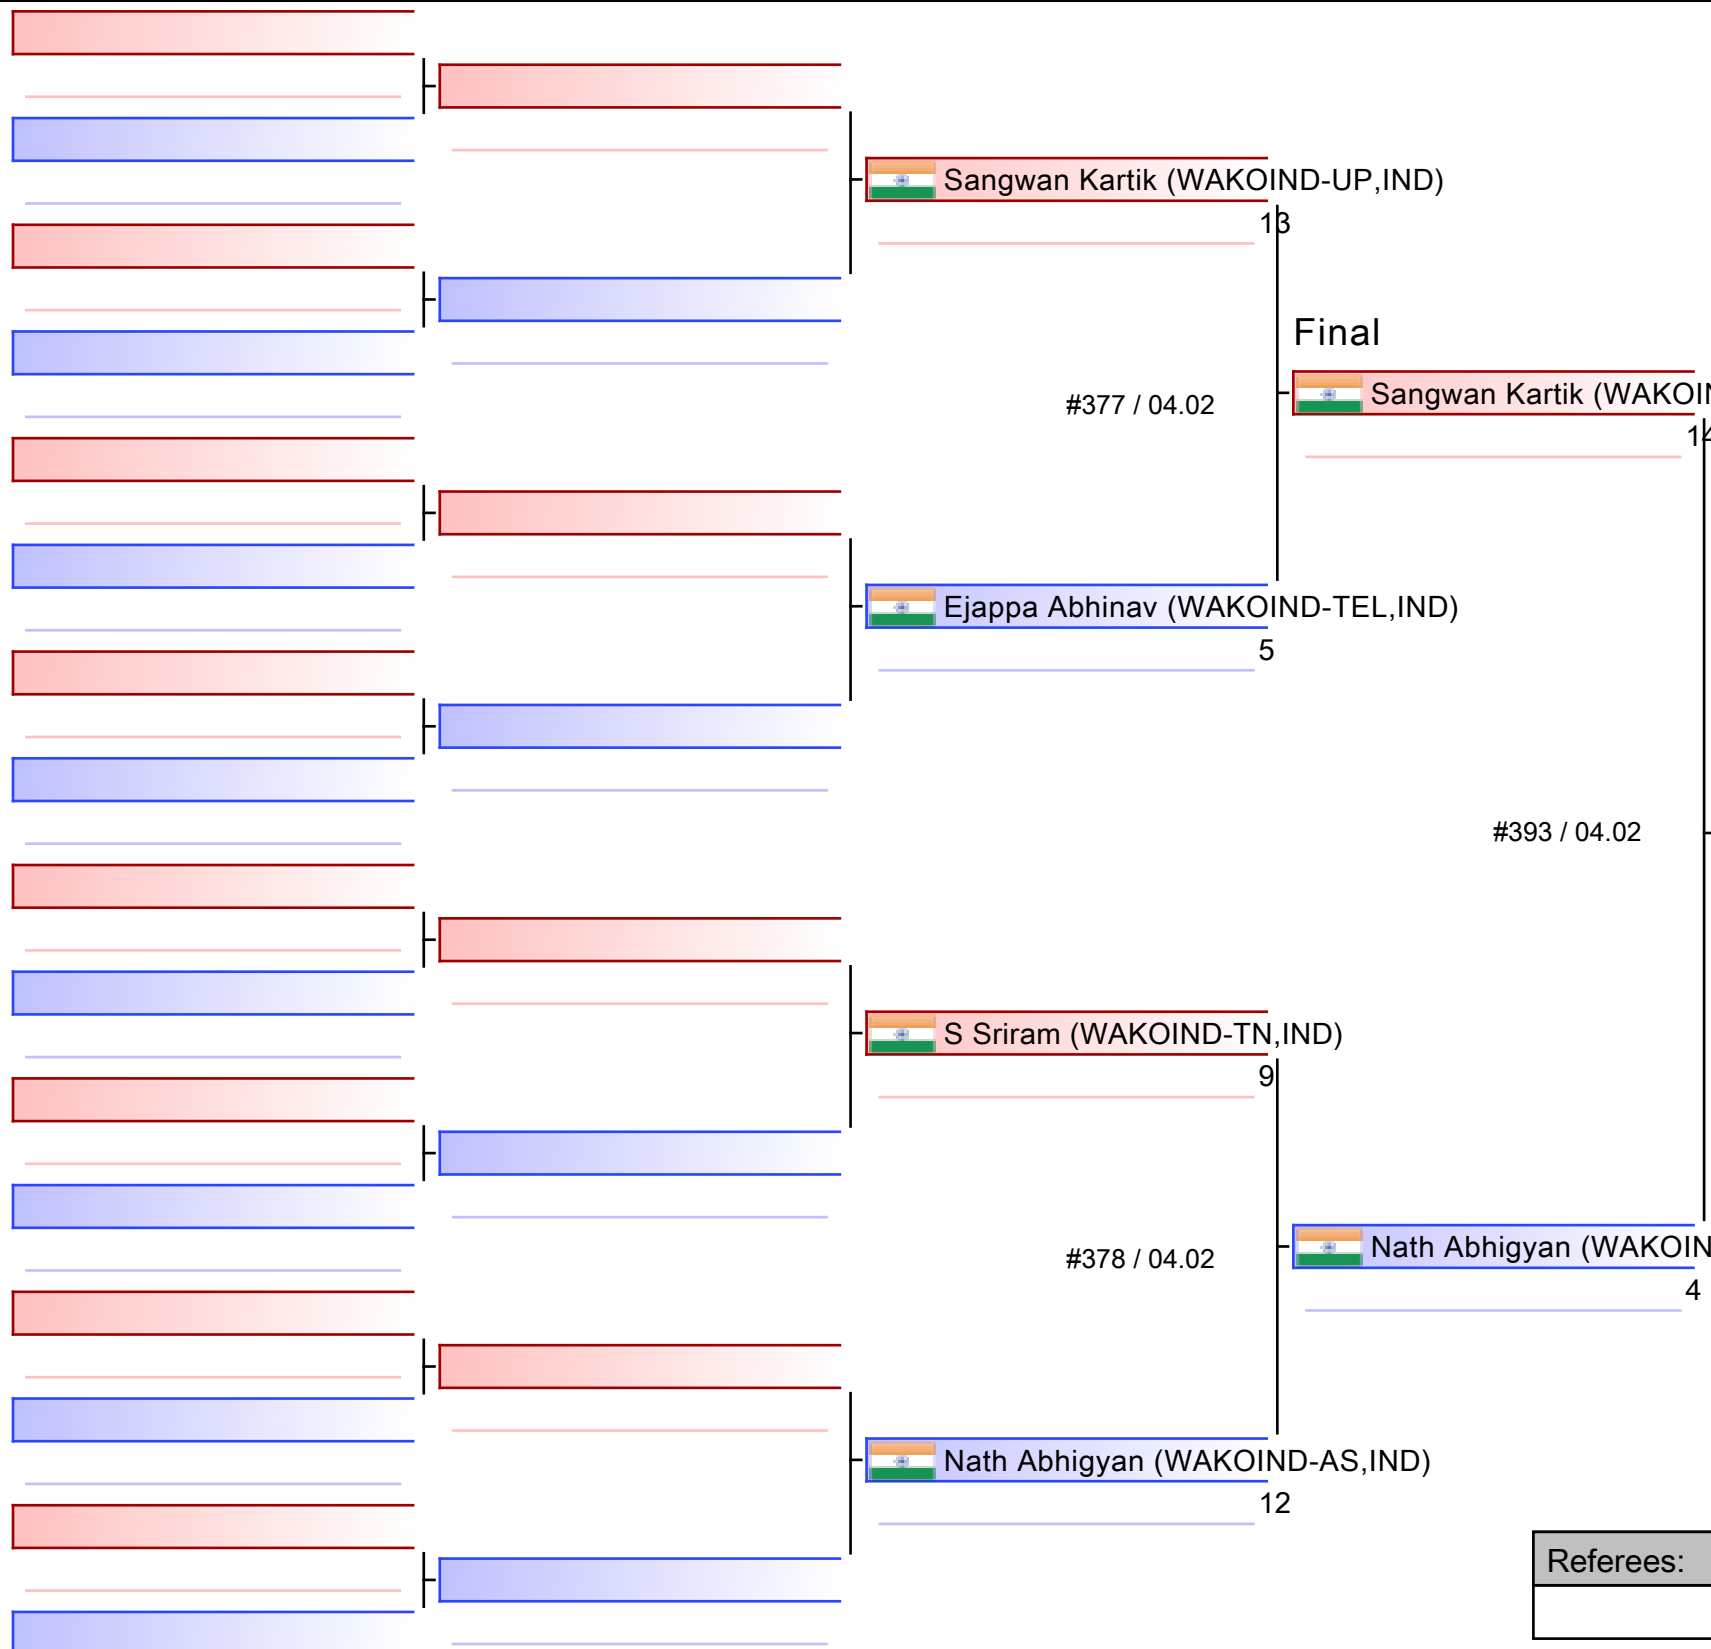 Sangwan Kartik (WAKOIND-UP,IND)
13
Final
#377 / 04.02
Sangwan Kartik (WAKOIN
14
Ejappa Abhinav (WAKOIND-TEL,IND)
5
#393 / 04.02
S Sriram (WAKOIND-TN,IND)
9
#378 / 04.02
Nath Abhigyan (WAKOIN
4
Nath Abhigyan (WAKOIND-AS,IND)
12
Referees: